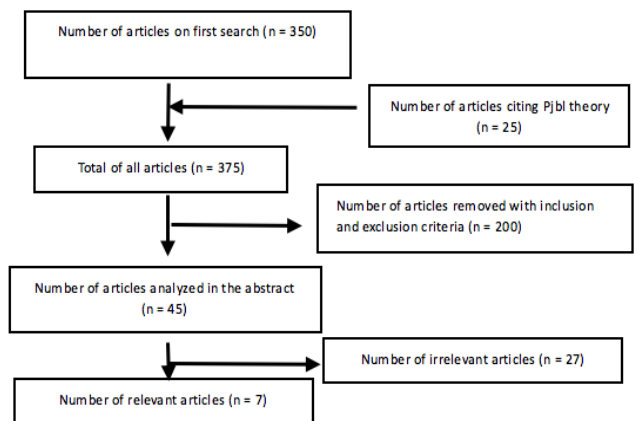 Number of articles on first search (n = 350)
Number of articles citing Pjbl theory
(n = 25)
Total of all articles (n = 375)
Number of articles removed with inclusion
and exclusion criteria (n = 200)
Number of articles analyzed in the abstract
(n = 45)
Number of irrelevant articles (n = 27)
Number of relevant articles (n = 7)